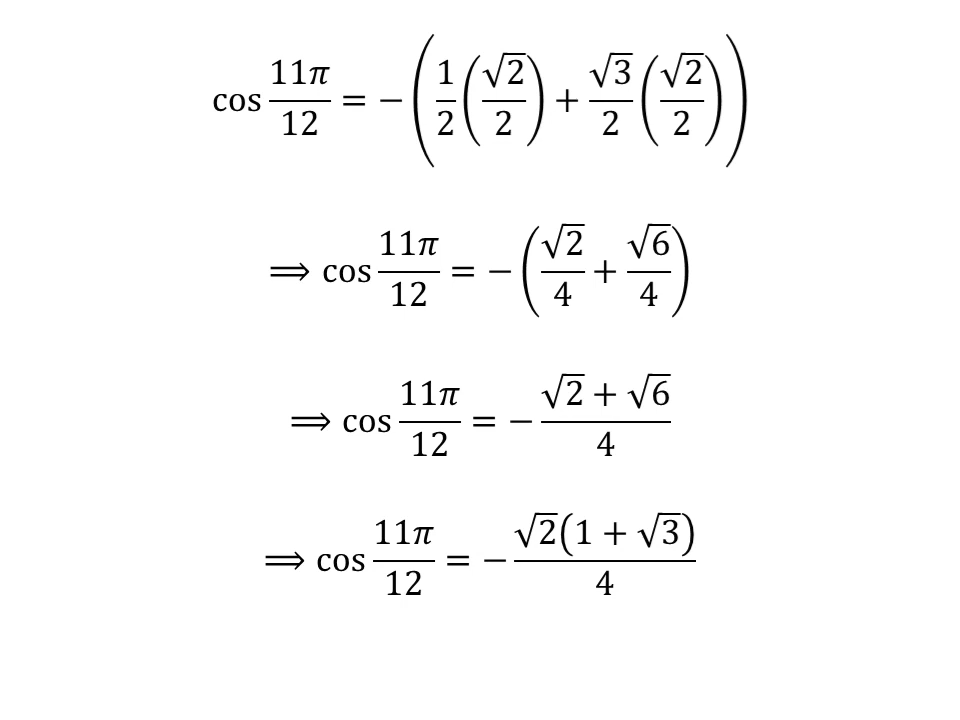 cos 11π/12 = −(1/2(√2/2) + √3/2(√2/2))
⟹ cos 11π/12 = −(√2/4 + √6/4)
⟹ cos 11π/12 = −(√2 + √6)/4
⟹ cos 11π/12 = −√2(1 + √3)/4